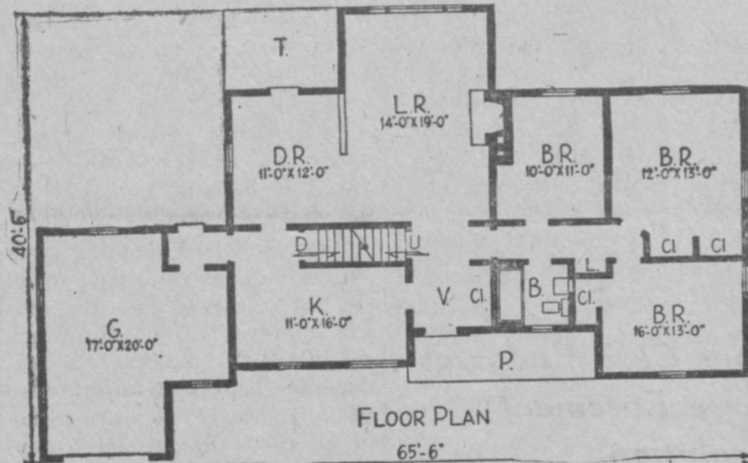 T.
L.R.
14'-0"X19'-0"
D.R.
11'-0"X12'-0"
B.R.
10'-0"X11'-0"
B.R.
12'-0"X13'-0"
40'-6"
D
U
Cl
Cl
L.
G.
17'-0"X20'-0"
K.
11'-0"X16'-0"
V.
Cl.
B.
Cl.
B.R.
16'-0"X13'-0"
P.
FLOOR PLAN
65'-6"